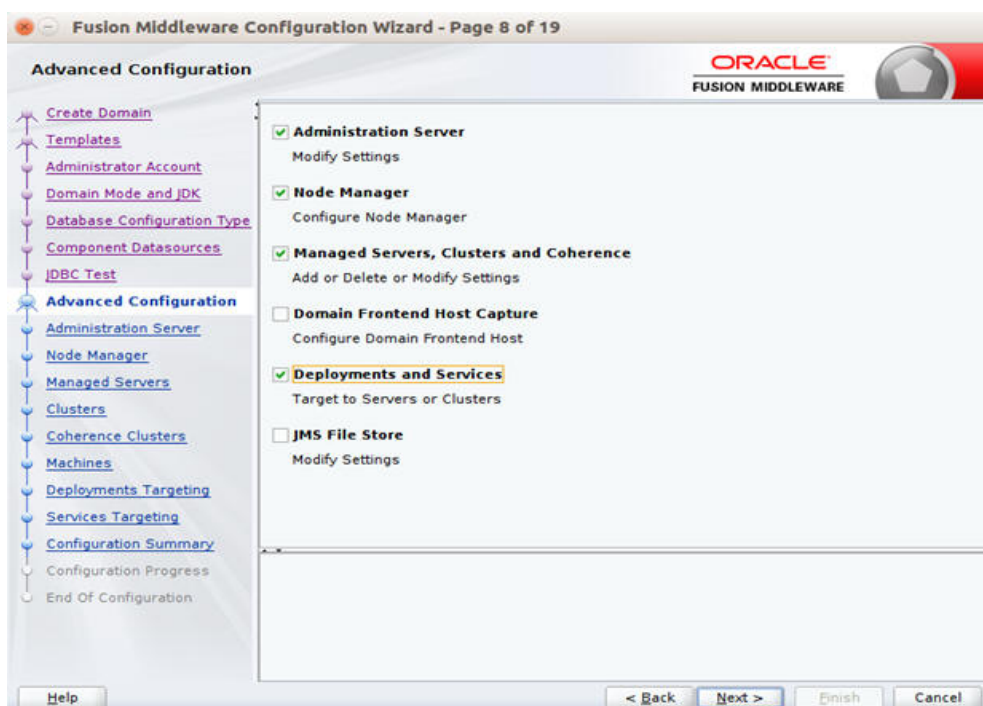 Fusion Middleware Configuration Wizard - Page 8 of 19
Advanced Configuration
ORACLE
FUSION MIDDLEWARE
Create Domain
Templates
Administrator Account
Domain Mode and JDK
Database Configuration Type
Component Datasources
JDBC Test
Advanced Configuration
Administration Server
Node Manager
Managed Servers
Clusters
Coherence Clusters
Machines
Deployments Targeting
Services Targeting
Configuration Summary
Configuration Progress
End Of Configuration
Administration Server
Modify Settings
Node Manager
Configure Node Manager
Managed Servers, Clusters and Coherence
Add or Delete or Modify Settings
Domain Frontend Host Capture
Configure Domain Frontend Host
Deployments and Services
Target to Servers or Clusters
JMS File Store
Modify Settings
Help
< Back
Next >
Finish
Cancel